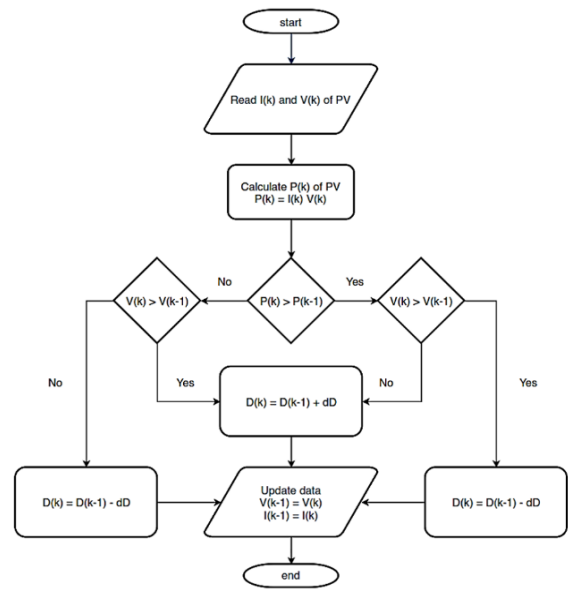 start
Read I(k) and V(k) of PV
Calculate P(k) of PV
P(k) = I(k) V(k)
No
Yes
V(k) > V(k-1)
P(k) > P(k-1)
V(k) > V(k-1)
No
Yes
D(k) = D(k-1) + dD
No
Yes
D(k) = D(k-1) - dD
Update data
V(k-1) = V(k)
I(k-1) = I(k)
D(k) = D(k-1) - dD
end